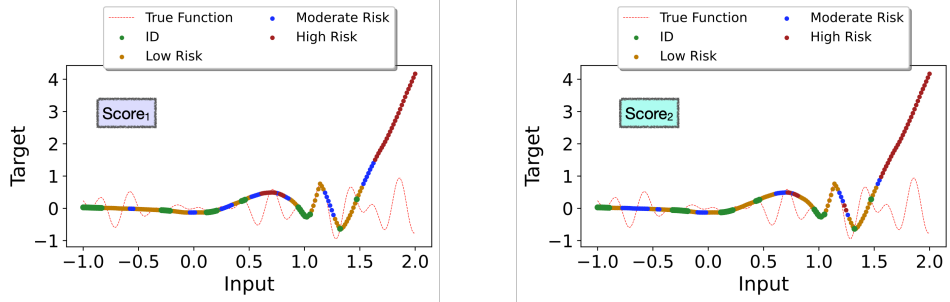 True Function
ID
Low Risk
Moderate Risk
High Risk
Score1
Target
4
3
2
1
0
−1
−1.0 −0.5 0.0 0.5 1.0 1.5 2.0
Input
True Function
ID
Low Risk
Moderate Risk
High Risk
Score2
Target
4
3
2
1
0
−1
−1.0 −0.5 0.0 0.5 1.0 1.5 2.0
Input